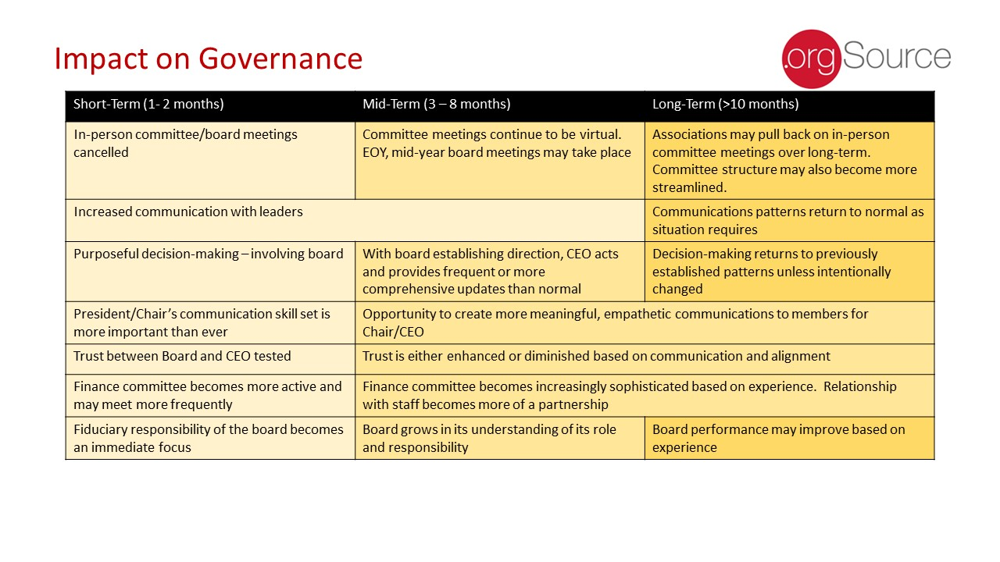 Impact on Governance
.orgSource
Short-Term (1- 2 months)
Mid-Term (3 – 8 months)
Long-Term (>10 months)
In-person committee/board meetings
cancelled
Committee meetings continue to be virtual.
EOY, mid-year board meetings may take place
Associations may pull back on in-person
committee meetings over long-term.
Committee structure may also become more
streamlined.
Increased communication with leaders
Communications patterns return to normal as
situation requires
Purposeful decision-making – involving board
With board establishing direction, CEO acts
and provides frequent or more
comprehensive updates than normal
Decision-making returns to previously
established patterns unless intentionally
changed
President/Chair’s communication skill set is
more important than ever
Opportunity to create more meaningful, empathetic communications to members for
Chair/CEO
Trust between Board and CEO tested
Trust is either enhanced or diminished based on communication and alignment
Finance committee becomes more active and
may meet more frequently
Finance committee becomes increasingly sophisticated based on experience.  Relationship
with staff becomes more of a partnership
Fiduciary responsibility of the board becomes
an immediate focus
Board grows in its understanding of its role
and responsibility
Board performance may improve based on
experience